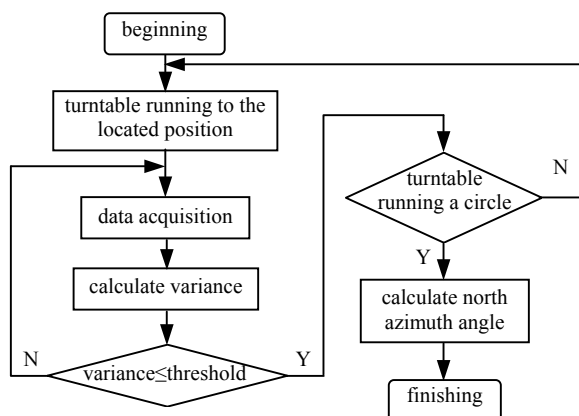 beginning
turntable running to the
located position
data acquisition
calculate variance
variance≤threshold
N
Y
turntable
running a circle
N
Y
calculate north
azimuth angle
finishing